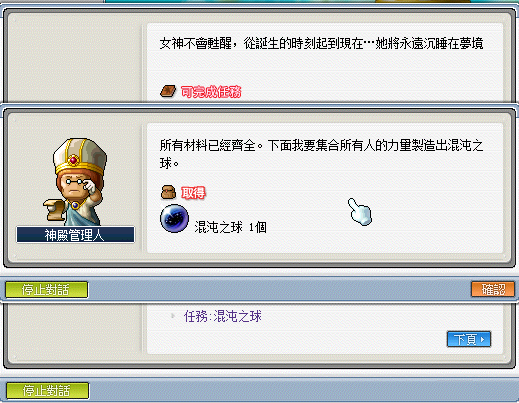 女神不會甦醒，從誕生的時刻起到現在…她將永遠沉睡在夢境
可完成任務
所有材料已經齊全。下面我要集合所有人的力量製造出混沌之
球。
取得
混沌之球 1個
神殿管理人
停止對話
確認
任務:混沌之球
下頁
停止對話